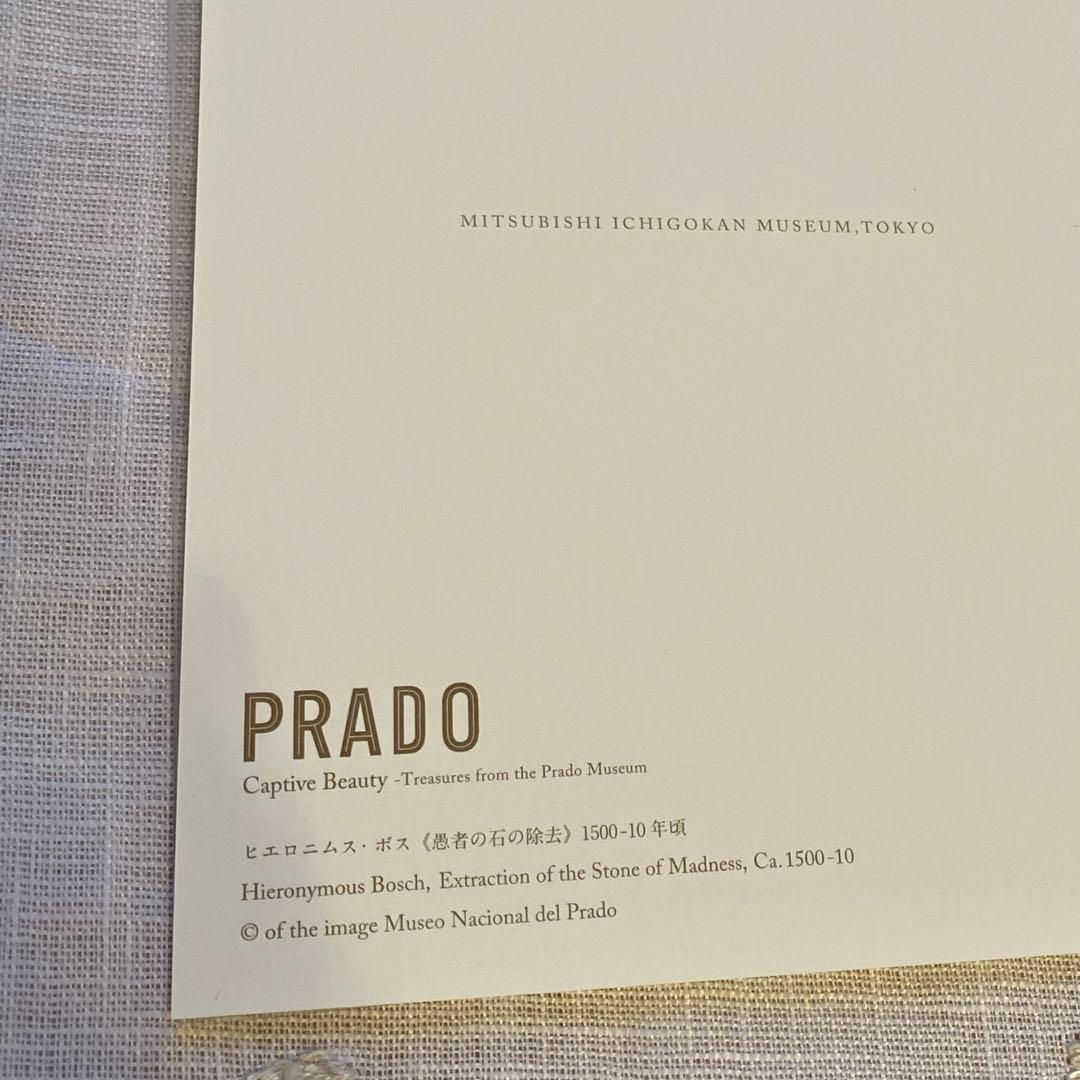 MITSUBISHI ICHIGOKAN MUSEUM,TOKYO
PRADO
Captive Beauty -Treasures from the Prado Museum
ヒエロニムス・ボス《愚者の石の除去》1500-10年頃
Hieronymous Bosch, Extraction of the Stone of Madness, Ca.1500-10
© of the image Museo Nacional del Prado